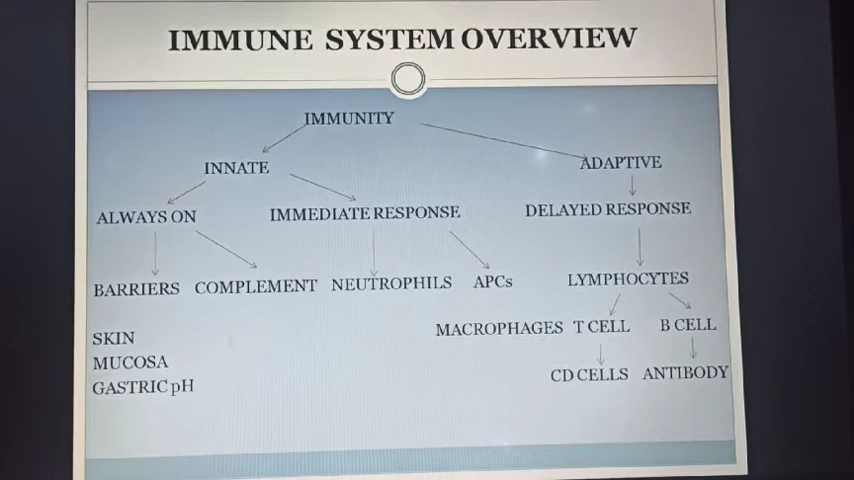 IMMUNE SYSTEM OVERVIEW
IMMUNITY
INNATE
ADAPTIVE
ALWAYS ON
IMMEDIATE RESPONSE
DELAYED RESPONSE
BARRIERS
COMPLEMENT
NEUTROPHILS
APCs
LYMPHOCYTES
SKIN
MUCOSA
GASTRIC pH
MACROPHAGES
T CELL
B CELL
CD CELLS
ANTIBODY